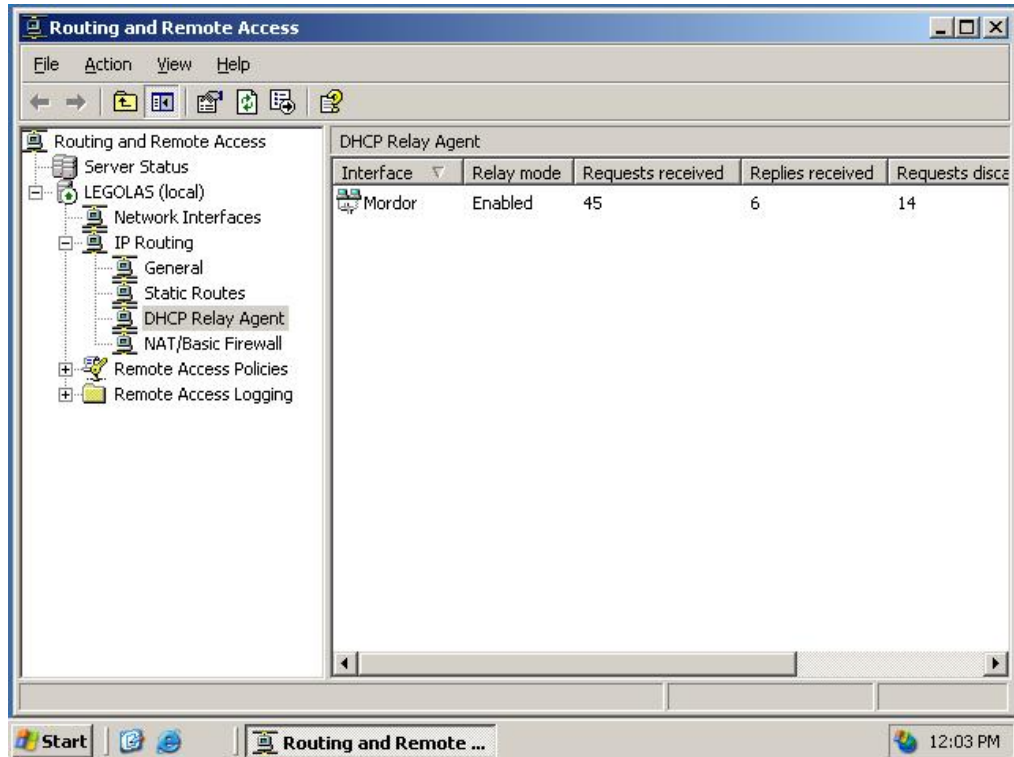 Routing and Remote Access
File Action View Help
Routing and Remote Access
Server Status
LEGOLAS (local)
Network Interfaces
IP Routing
General
Static Routes
DHCP Relay Agent
NAT/Basic Firewall
Remote Access Policies
Remote Access Logging
DHCP Relay Agent
Interface Relay mode Requests received Replies received Requests disca
Mordor Enabled 45 6 14
Start Routing and Remote ... 12:03 PM